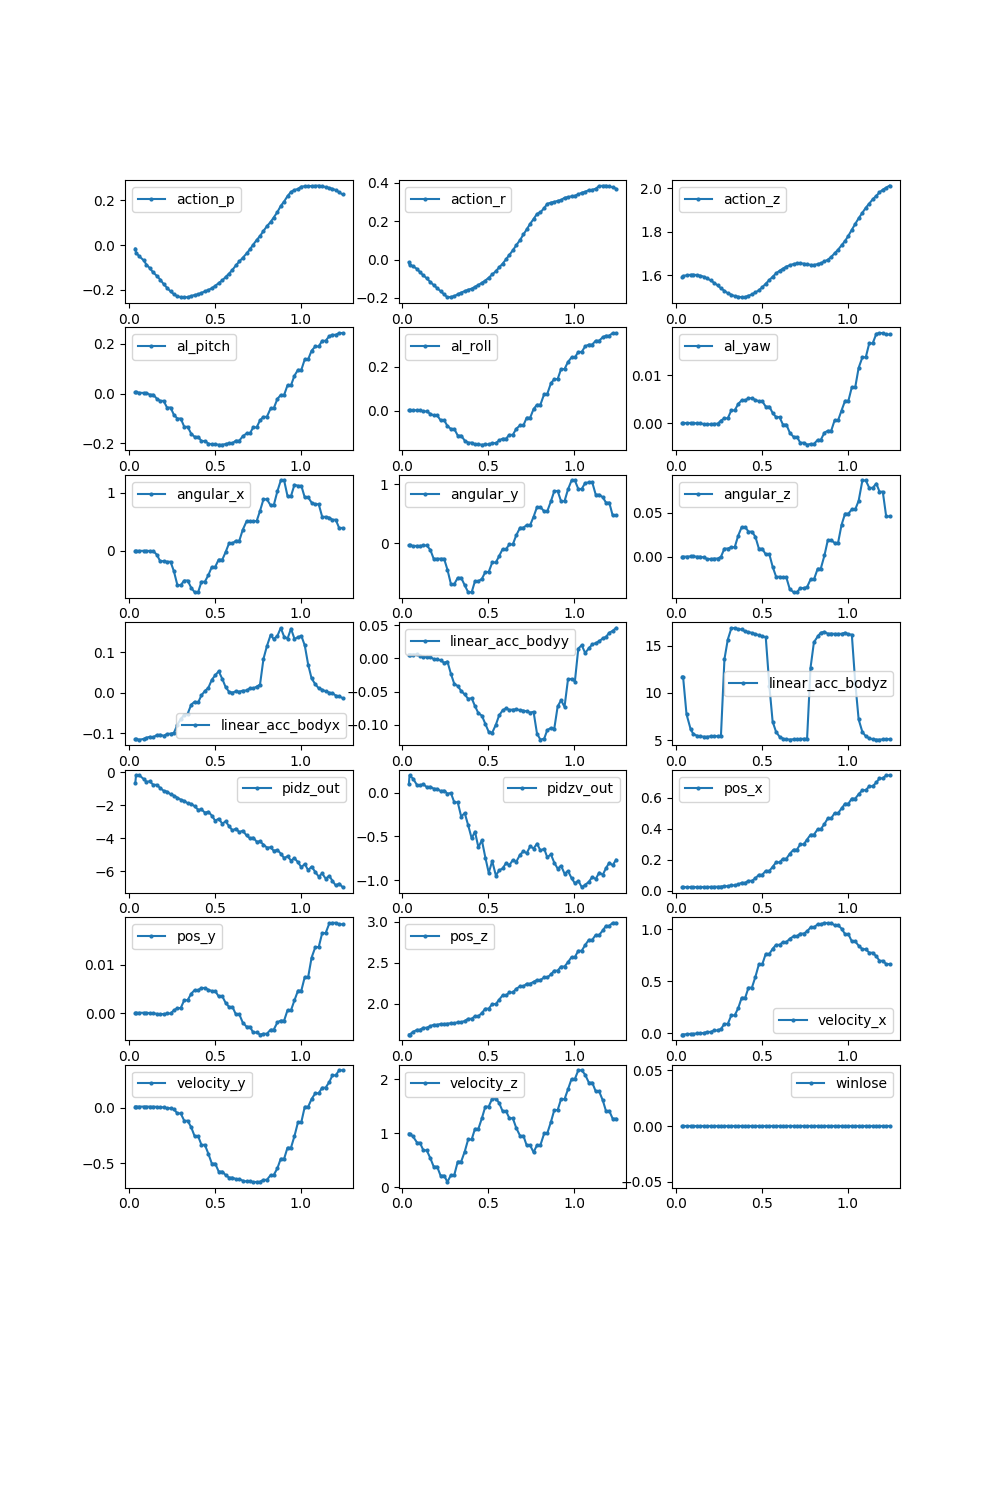 action_p
0.2
0.0
−0.2
0.0 0.5 1.0
action_r
0.4
0.2
0.0
−0.2
0.0 0.5 1.0
action_z
2.0
1.8
1.6
0.0 0.5 1.0
al_pitch
0.2
0.0
−0.2
0.0 0.5 1.0
al_roll
0.2
0.0
0.0 0.5 1.0
al_yaw
0.01
0.00
0.0 0.5 1.0
angular_x
1
0
0.0 0.5 1.0
angular_y
1
0
0.0 0.5 1.0
angular_z
0.05
0.00
0.0 0.5 1.0
linear_acc_bodyx
0.1
0.0
−0.1
0.0 0.5 1.0
linear_acc_bodyy
0.05
0.00
−0.05
−0.10
0.0 0.5 1.0
linear_acc_bodyz
15
10
5
0.0 0.5 1.0
pidz_out
0
−2
−4
−6
0.0 0.5 1.0
pidzv_out
0.0
−0.5
−1.0
0.0 0.5 1.0
pos_x
0.6
0.4
0.2
0.0
0.0 0.5 1.0
pos_y
0.01
0.00
0.0 0.5 1.0
pos_z
3.0
2.5
2.0
0.0 0.5 1.0
velocity_x
1.0
0.5
0.0
0.0 0.5 1.0
velocity_y
0.0
−0.5
0.0 0.5 1.0
velocity_z
2
1
0
0.0 0.5 1.0
winlose
0.05
0.00
−0.05
0.0 0.5 1.0